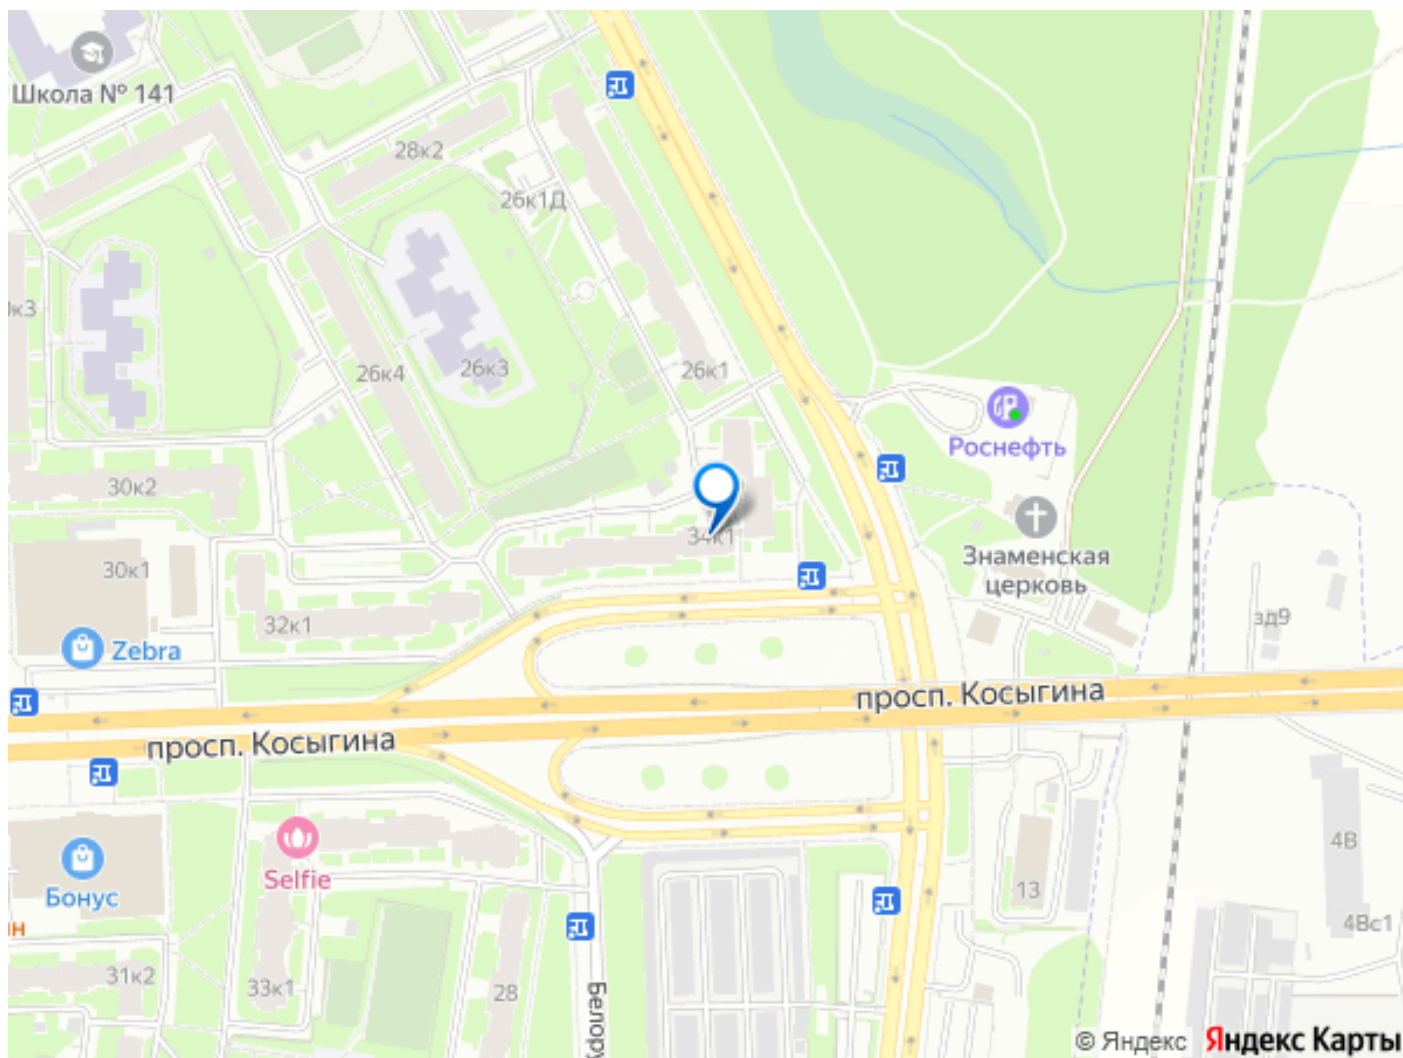 Школа № 141
28к2
26к1Д
к3
26к4
26к3
26к1
Роснефть
30к2
34к1
Знаменская
церковь
30к1
32к1
зд9
Zebra
просп. Косыгина
просп. Косыгина
4В
Selfie
Бонус
13
4Вс1
н
31к2
33к1
28
Белору
© Яндекс
Яндекс Карты